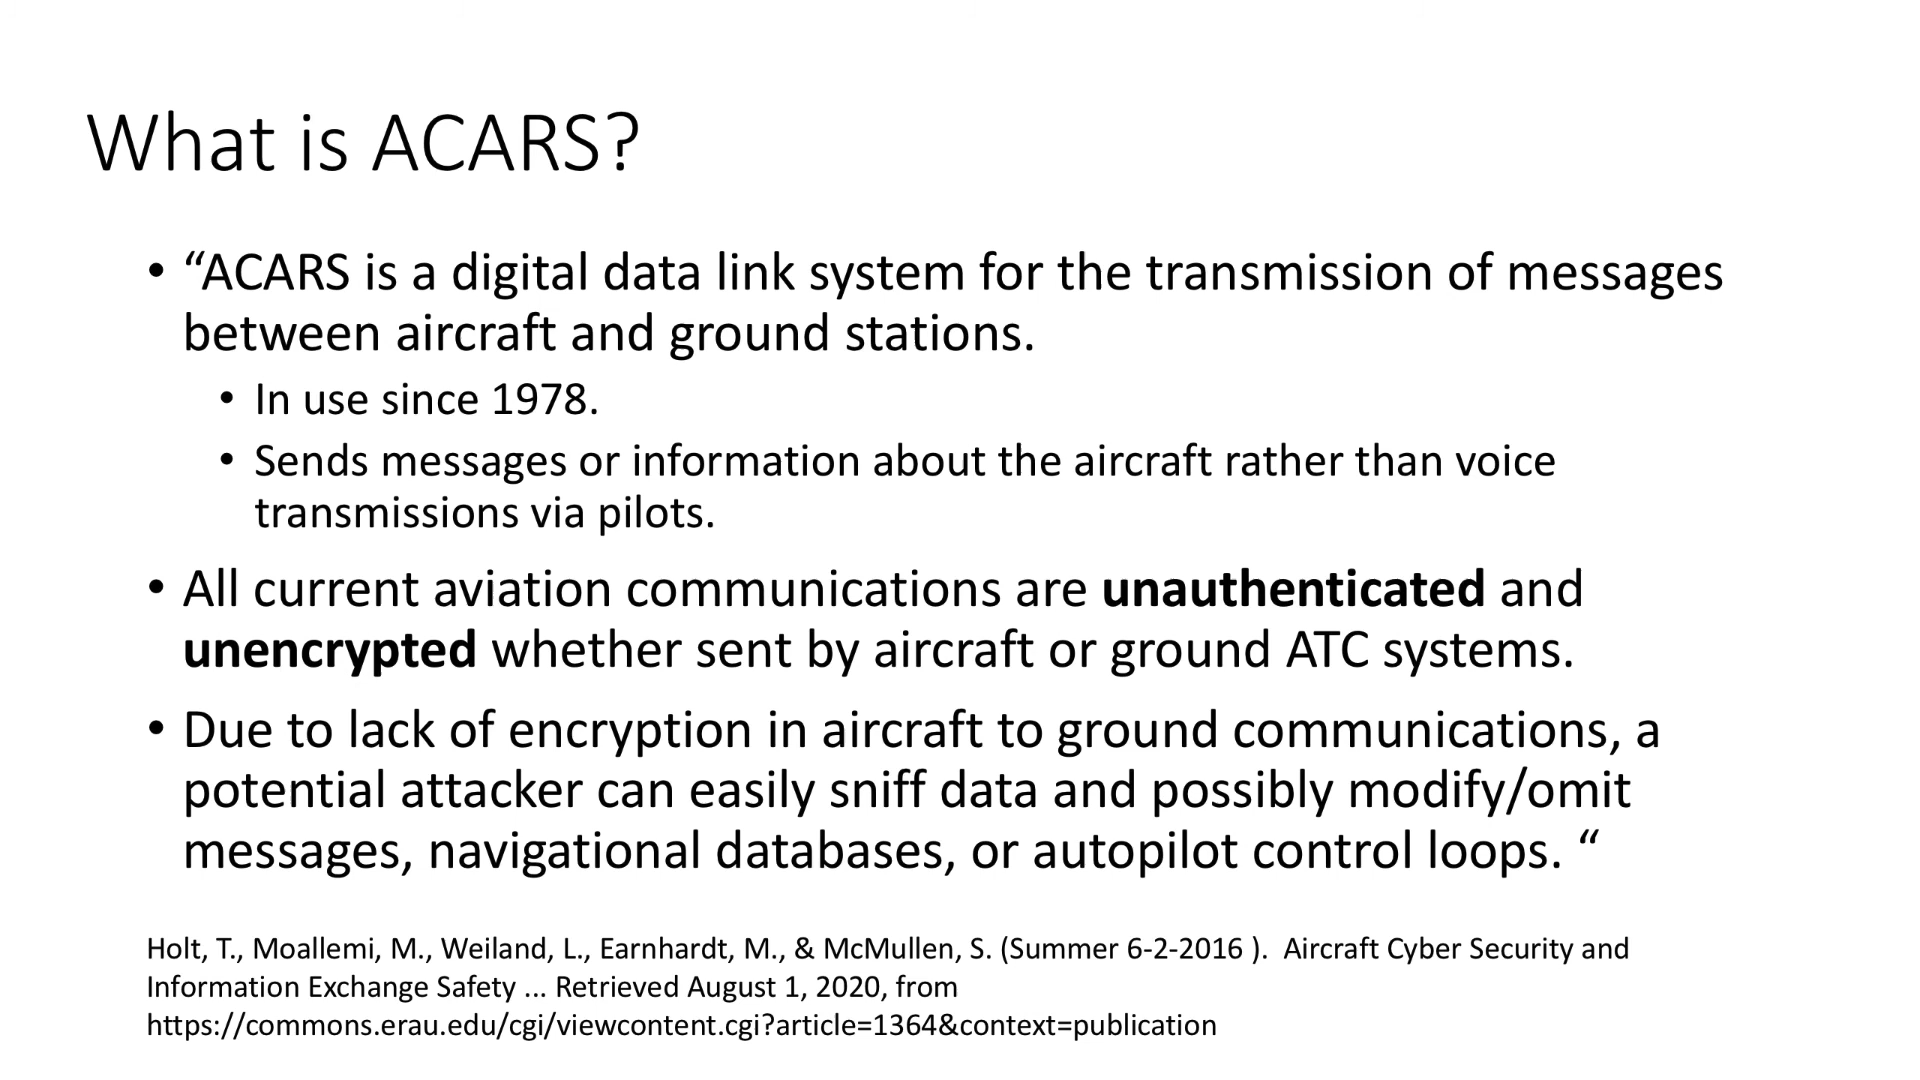 What is ACARS?
• “ACARS is a digital data link system for the transmission of messages
between aircraft and ground stations.
• In use since 1978.
• Sends messages or information about the aircraft rather than voice
transmissions via pilots.
• All current aviation communications are unauthenticated and
unencrypted whether sent by aircraft or ground ATC systems.
• Due to lack of encryption in aircraft to ground communications, a
potential attacker can easily sniff data and possibly modify/omit
messages, navigational databases, or autopilot control loops. “
Holt, T., Moallemi, M., Weiland, L., Earnhardt, M., & McMullen, S. (Summer 6-2-2016 ).  Aircraft Cyber Security and
Information Exchange Safety ... Retrieved August 1, 2020, from
https://commons.erau.edu/cgi/viewcontent.cgi?article=1364&context=publication